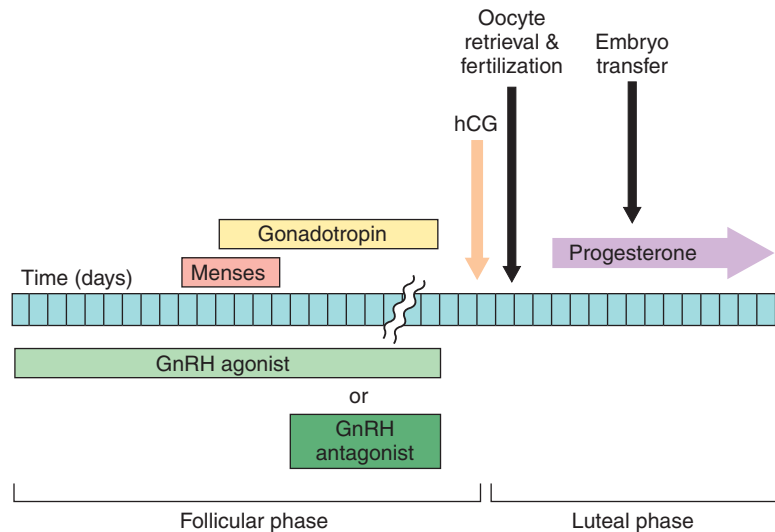 Oocyte
retrieval &
fertilization
Embryo
transfer
hCG
Gonadotropin
Menses
Progesterone
Time (days)
GnRH agonist
or
GnRH
antagonist
Follicular phase
Luteal phase